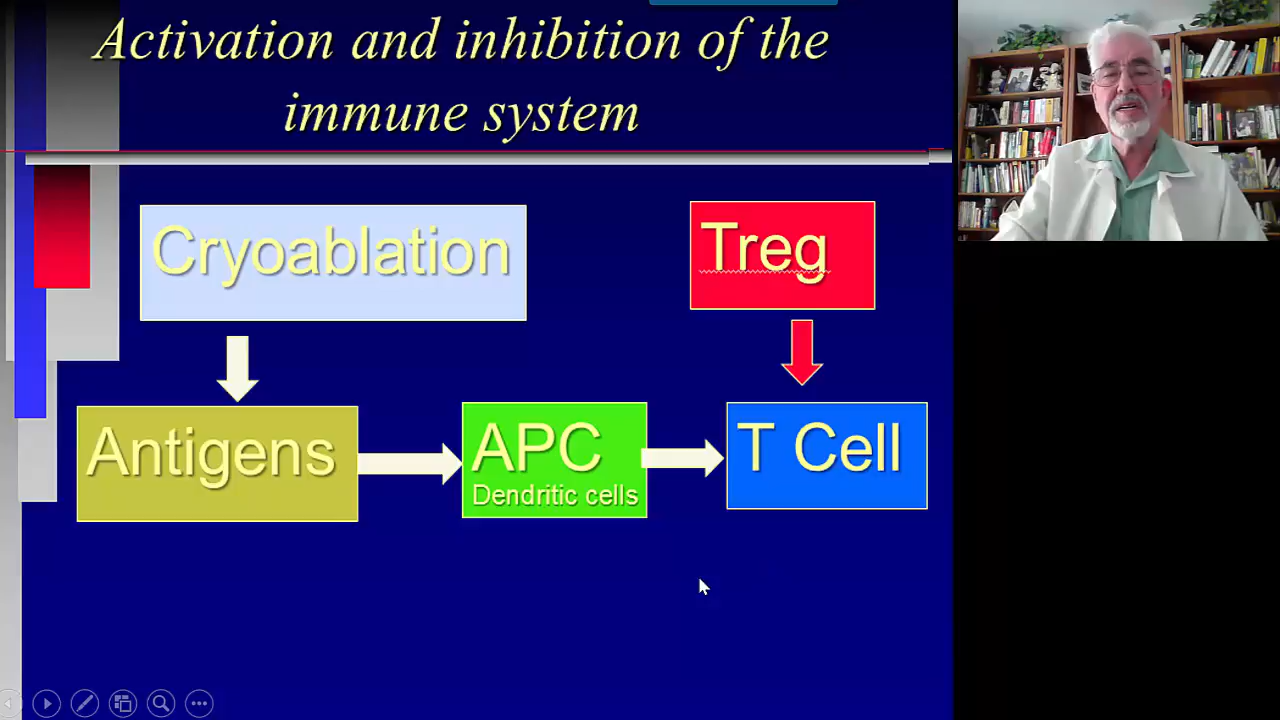 Activation and inhibition of the
immune system
Cryoablation
Treg
Antigens
APC
Dendritic cells
T Cell